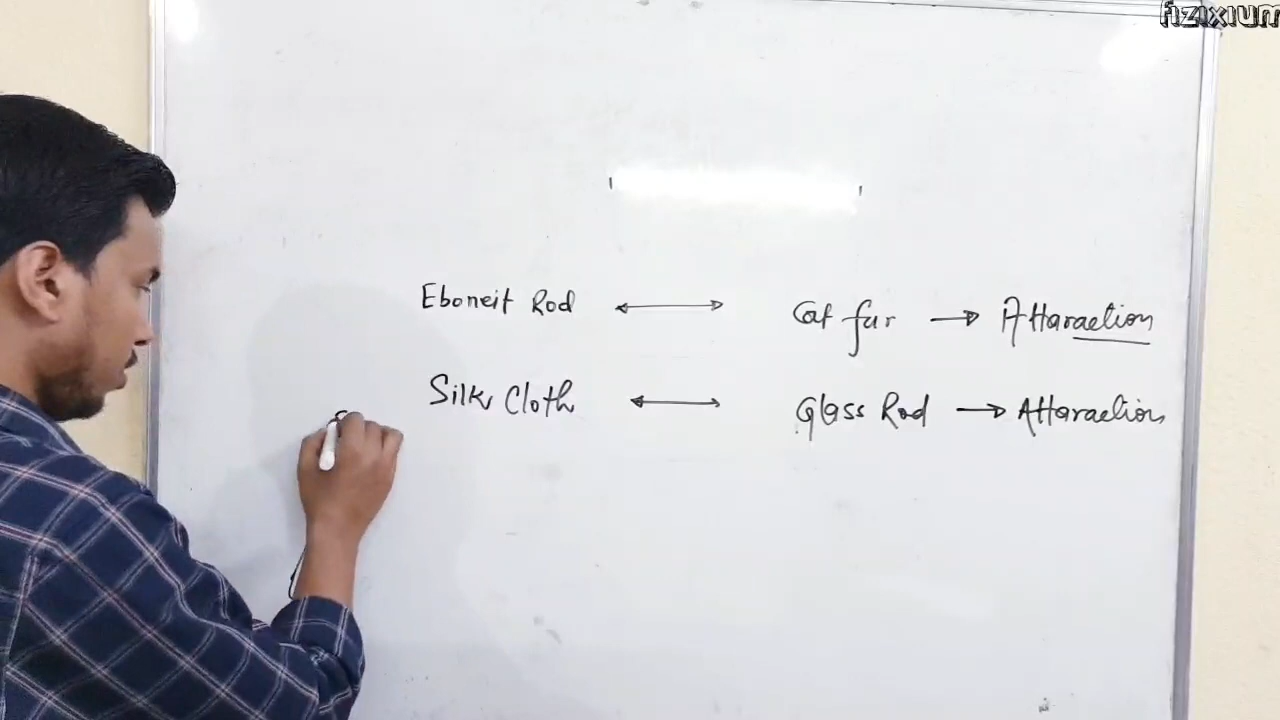 fizixium
Eboneit Rod ⟷ Cat fur → Attaraction
Silk Cloth ⟷ Glass Rod → Attaraction